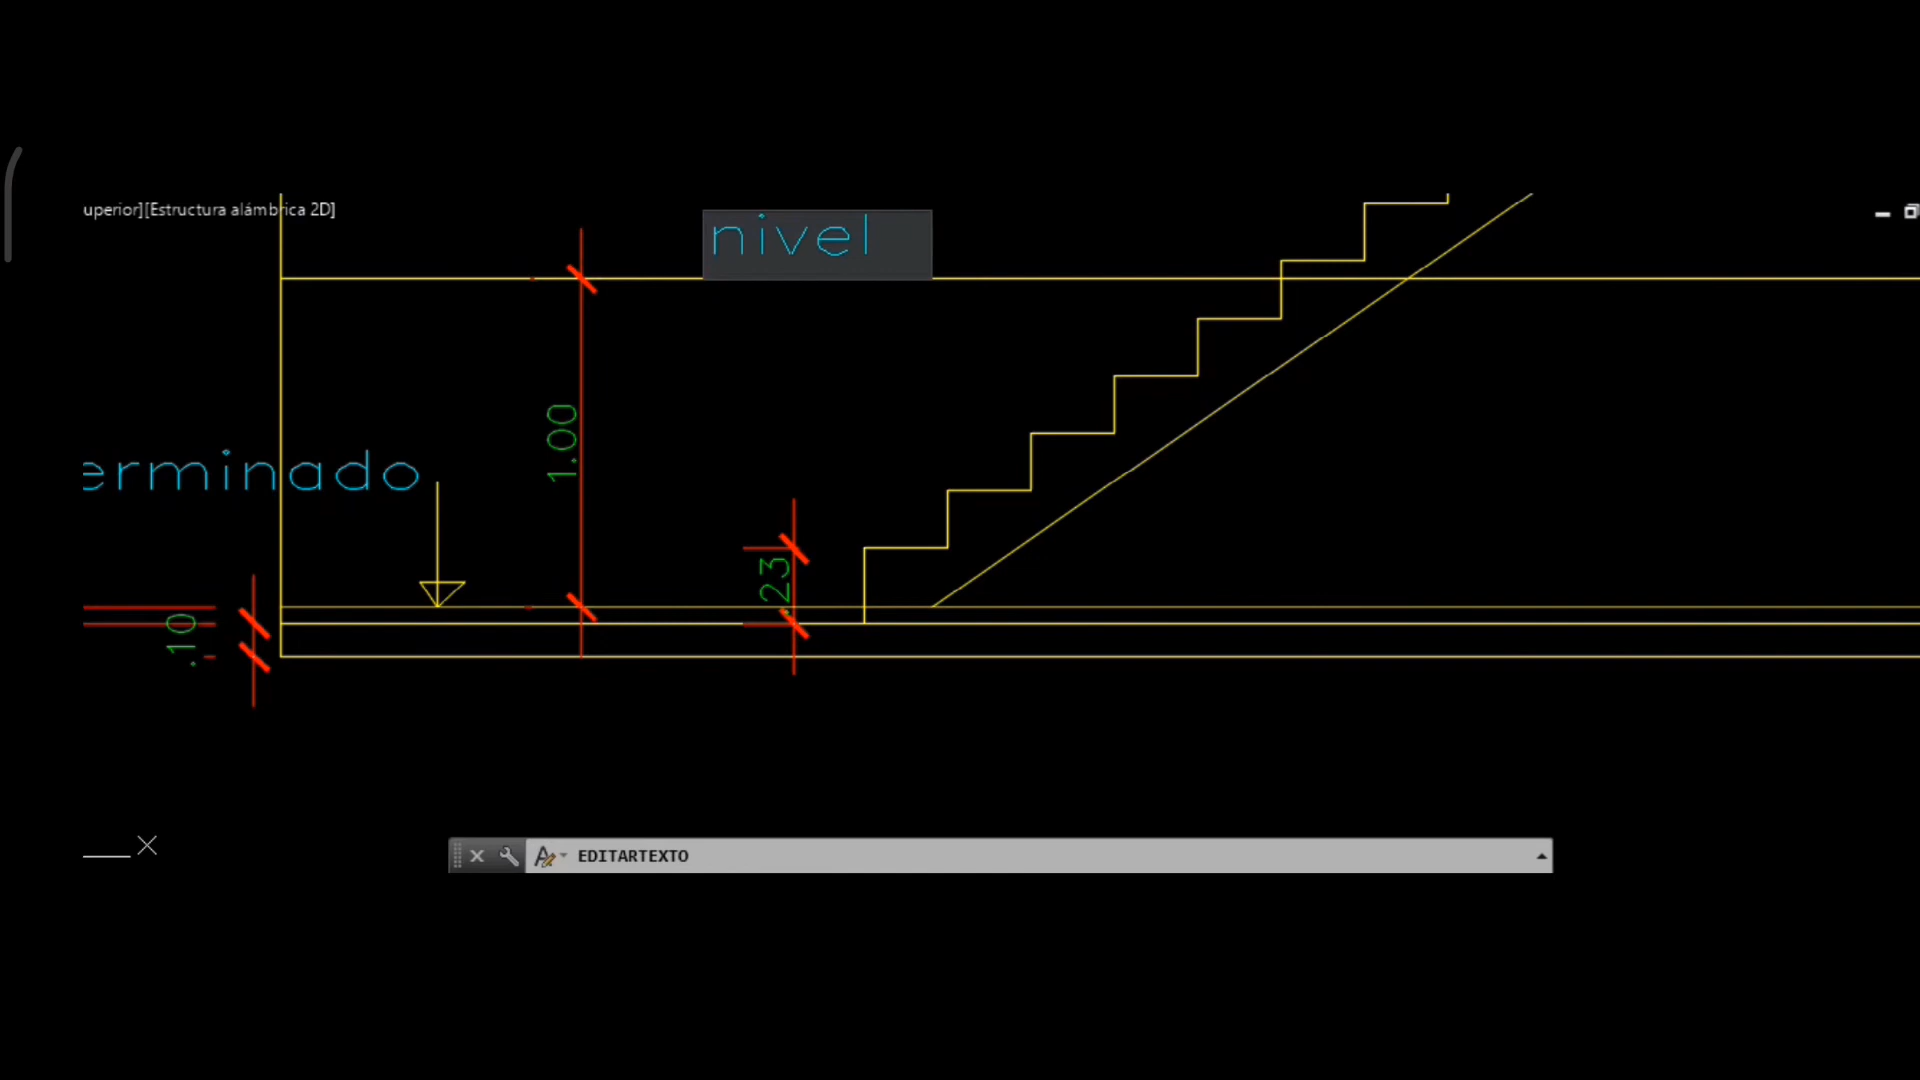 uperior][Estructura alámbrica 2D]
nivel
1.00
erminado
.23
.10
EDITARTEXTO